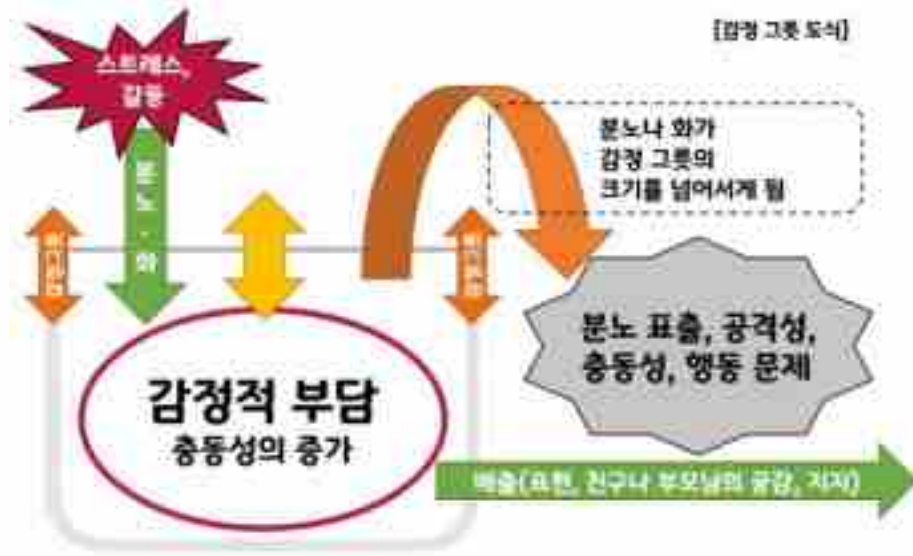 [감정 그릇 도식]
스트레스,
갈등
분노나 화가
감정 그릇의
크기를 넘어서게 됨
분노·화
분노 표출, 공격성,
충동성, 행동 문제
감정적 부담
충동성의 증가
배출(표현, 친구나 부모님의 공감, 지지)